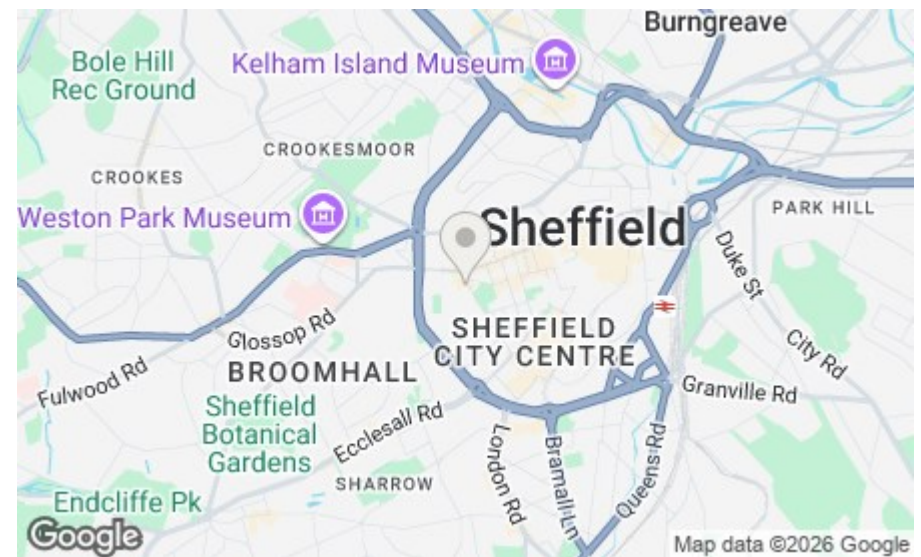 Burngreave
Bole Hill
Rec Ground
Kelham Island Museum
CROOKESMOOR
CROOKES
Weston Park Museum
Sheffield
PARK HILL
Duke St
City Rd
Glossop Rd
SHEFFIELD
CITY CENTRE
Fulwood Rd
BROOMHALL
Granville Rd
Sheffield
Botanical
Gardens
Ecclesall Rd
London Rd
Bramall Ln
Queens Rd
SHARROW
Endcliffe Pk
Google
Map data ©2026 Google